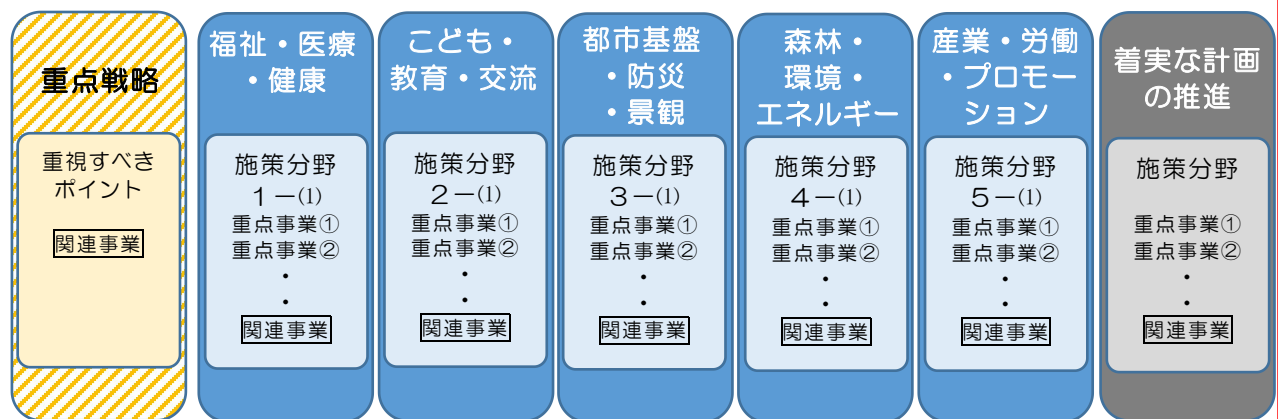 重点戦略
重視すべき
ポイント
関連事業
福祉・医療
・健康
施策分野
1－(1)
重点事業①
重点事業②
・
・
関連事業
こども・
教育・交流
施策分野
2－(1)
重点事業①
重点事業②
・
・
関連事業
都市基盤
・防災
・景観
施策分野
3－(1)
重点事業①
重点事業②
・
・
関連事業
森林・
環境・
エネルギー
施策分野
4－(1)
重点事業①
重点事業②
・
・
関連事業
産業・労働
・プロモー
ション
施策分野
5－(1)
重点事業①
重点事業②
・
・
関連事業
着実な計画
の推進
施策分野
重点事業①
重点事業②
・
・
関連事業